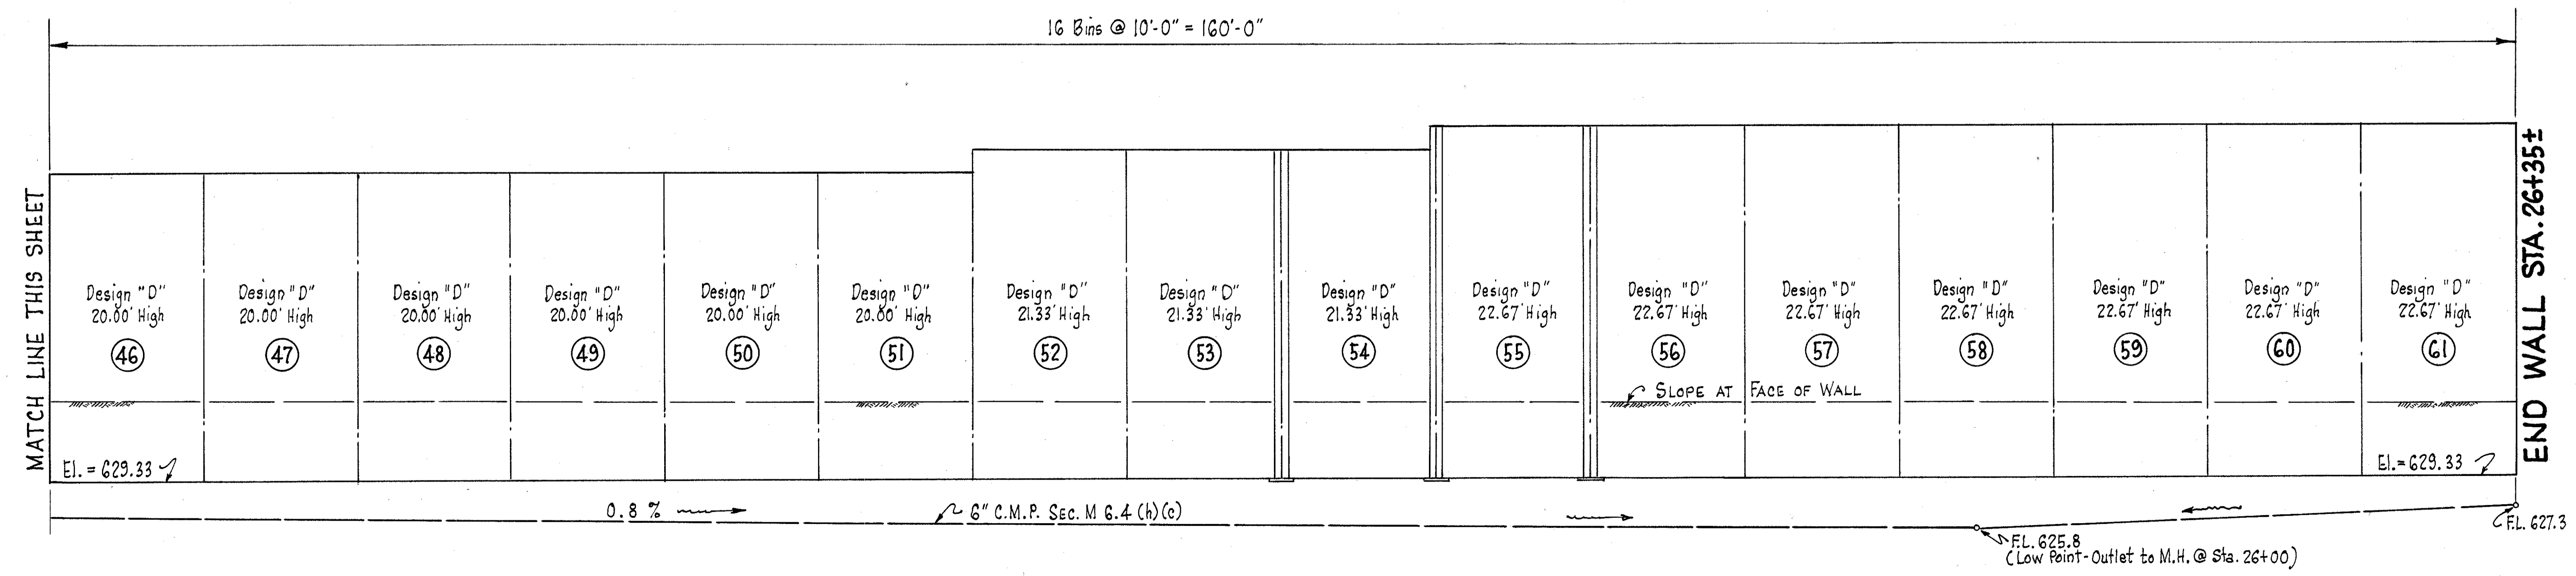 16 Bins @ 10'-0" = 160'-0"
MATCH LINE THIS SHEET
Design "D"
20.00' High
46
Design "D"
20.00' High
47
Design "D"
20.00' High
48
Design "D"
20.00' High
49
Design "D"
20.00' High
50
Design "D"
20.00' High
51
Design "D"
21.33' High
52
Design "D"
21.33' High
53
Design "D"
21.33' High
54
Design "D"
22.67' High
55
Design "D"
22.67' High
56
Design "D"
22.67' High
57
Design "D"
22.67' High
58
Design "D"
22.67' High
59
Design "D"
22.67' High
60
Design "D"
22.67' High
61
END WALL STA. 26+35±
SLOPE AT FACE OF WALL
El. = 629.33
El. = 629.33
0.8 %
6" C.M.P. SEC. M 6.4 (h)(c)
F.L. 627.3
F.L. 625.8
(Low Point-Outlet to M.H. @ Sta. 26+00)